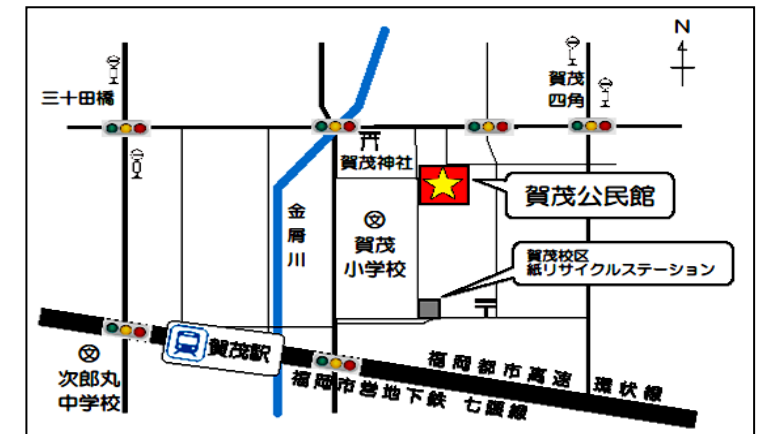 N
三十田橋
賀茂
四角
賀茂神社
賀茂公民館
金
屑
川
賀茂
小学校
賀茂校区
紙リサイクルステーション
賀茂駅
次郎丸
中学校
福岡都市高速 環状線
福岡市営地下鉄 七隈線